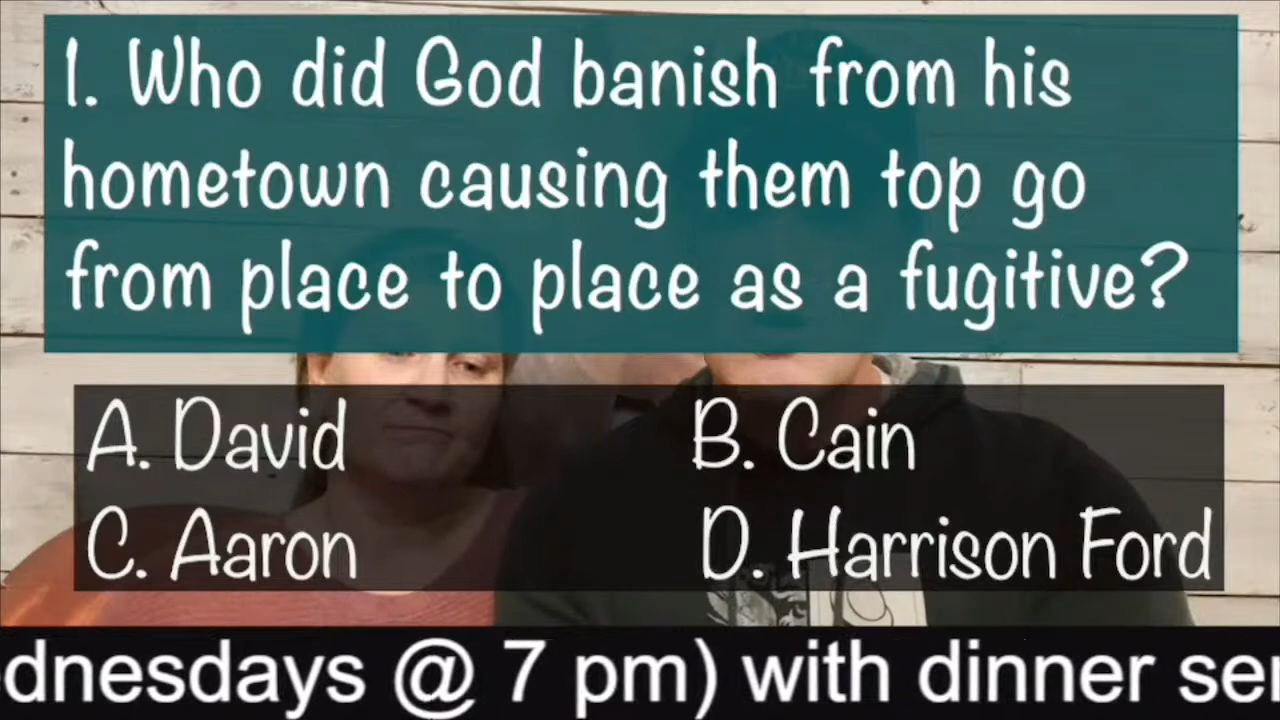 1. Who did God banish from his
hometown causing them top go
from place to place as a fugitive?
A. David
B. Cain
C. Aaron
D. Harrison Ford
dnesdays @ 7 pm) with dinner ser